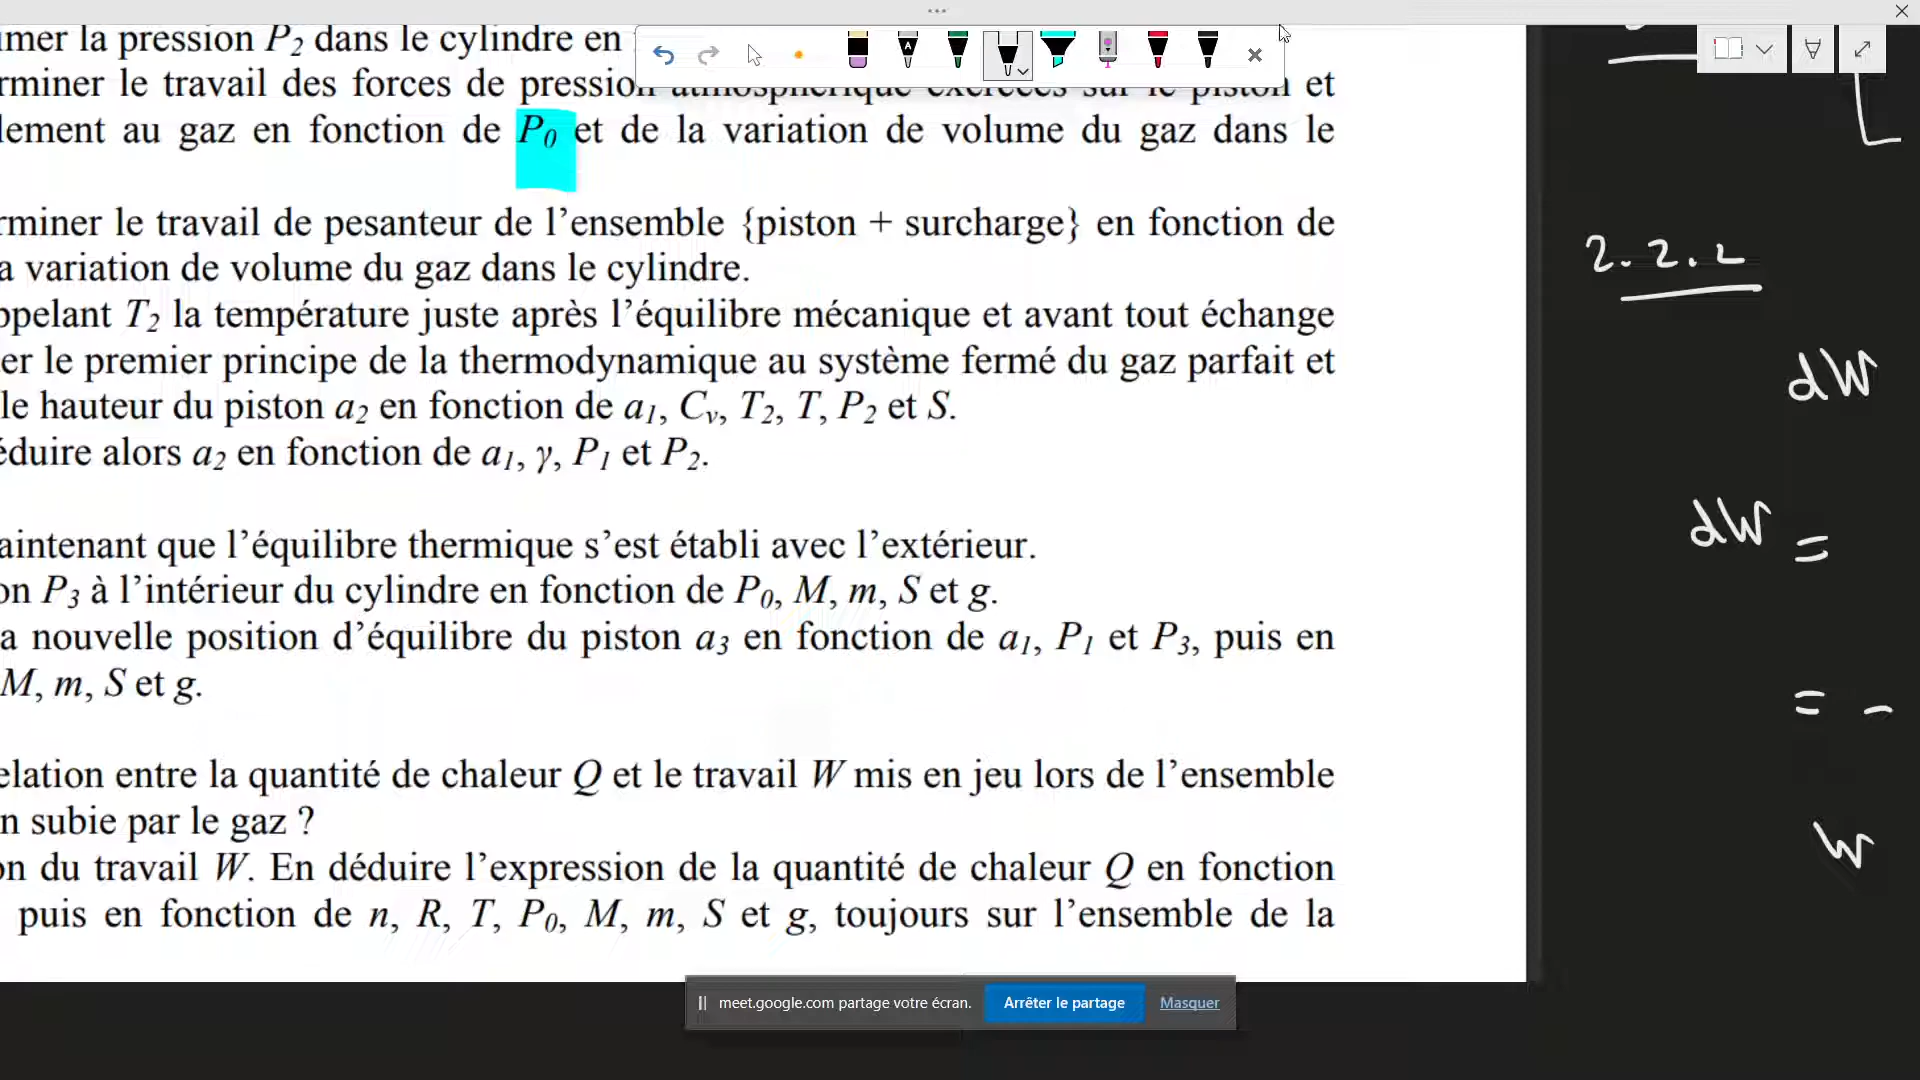 imer la pression P2 dans le cylindre en
rminer le travail des forces de pression atmosphérique exercées sur le piston et
lement au gaz en fonction de P0 et de la variation de volume du gaz dans le
rminer le travail de pesanteur de l’ensemble {piston + surcharge} en fonction de
a variation de volume du gaz dans le cylindre.
ppelant T2 la température juste après l’équilibre mécanique et avant tout échange
er le premier principe de la thermodynamique au système fermé du gaz parfait et
le hauteur du piston a2 en fonction de a1, Cv, T2, T, P2 et S.
éduire alors a2 en fonction de a1, γ, P1 et P2.
aintenant que l’équilibre thermique s’est établi avec l’extérieur.
on P3 à l’intérieur du cylindre en fonction de P0, M, m, S et g.
a nouvelle position d’équilibre du piston a3 en fonction de a1, P1 et P3, puis en
M, m, S et g.
elation entre la quantité de chaleur Q et le travail W mis en jeu lors de l’ensemble
n subie par le gaz ?
on du travail W. En déduire l’expression de la quantité de chaleur Q en fonction
puis en fonction de n, R, T, P0, M, m, S et g, toujours sur l’ensemble de la
2.2.2
dW
dW =
= -
W
meet.google.com partage votre écran.
Arrêter le partage
Masquer